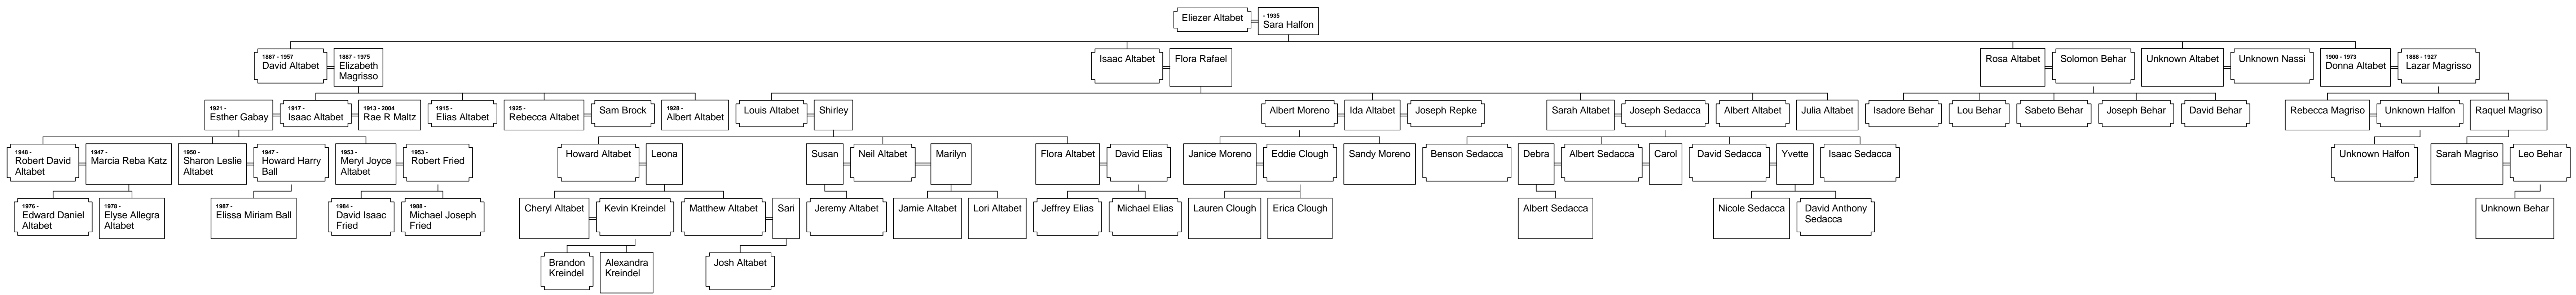 Eliezer Altabet
- 1935
Sara Halfon
1887 - 1957
David Altabet
1887 - 1975
Elizabeth
Magrisso
Isaac Altabet
Flora Rafael
Rosa Altabet
Solomon Behar
Unknown Altabet
Unknown Nassi
1900 - 1973
Donna Altabet
1888 - 1927
Lazar Magrisso
1921 -
Esther Gabay
1917 -
Isaac Altabet
1913 - 2004
Rae R Maltz
1915 -
Elias Altabet
1925 -
Rebecca Altabet
Sam Brock
1928 -
Albert Altabet
Louis Altabet
Shirley
Albert Moreno
Ida Altabet
Joseph Repke
Sarah Altabet
Joseph Sedacca
Albert Altabet
Julia Altabet
Isadore Behar
Lou Behar
Sabeto Behar
Joseph Behar
David Behar
Rebecca Magriso
Unknown Halfon
Raquel Magriso
1948 -
Robert David
Altabet
1947 -
Marcia Reba Katz
1950 -
Sharon Leslie
Altabet
1947 -
Howard Harry
Ball
1953 -
Meryl Joyce
Altabet
1953 -
Robert Fried
Howard Altabet
Leona
Susan
Neil Altabet
Marilyn
Flora Altabet
David Elias
Janice Moreno
Eddie Clough
Sandy Moreno
Benson Sedacca
Debra
Albert Sedacca
Carol
David Sedacca
Yvette
Isaac Sedacca
Unknown Halfon
Sarah Magriso
Leo Behar
1976 -
Edward Daniel
Altabet
1978 -
Elyse Allegra
Altabet
1987 -
Elissa Miriam Ball
1984 -
David Isaac
Fried
1988 -
Michael Joseph
Fried
Cheryl Altabet
Kevin Kreindel
Matthew Altabet
Sari
Jeremy Altabet
Jamie Altabet
Lori Altabet
Jeffrey Elias
Michael Elias
Lauren Clough
Erica Clough
Albert Sedacca
Nicole Sedacca
David Anthony
Sedacca
Unknown Behar
Brandon
Kreindel
Alexandra
Kreindel
Josh Altabet